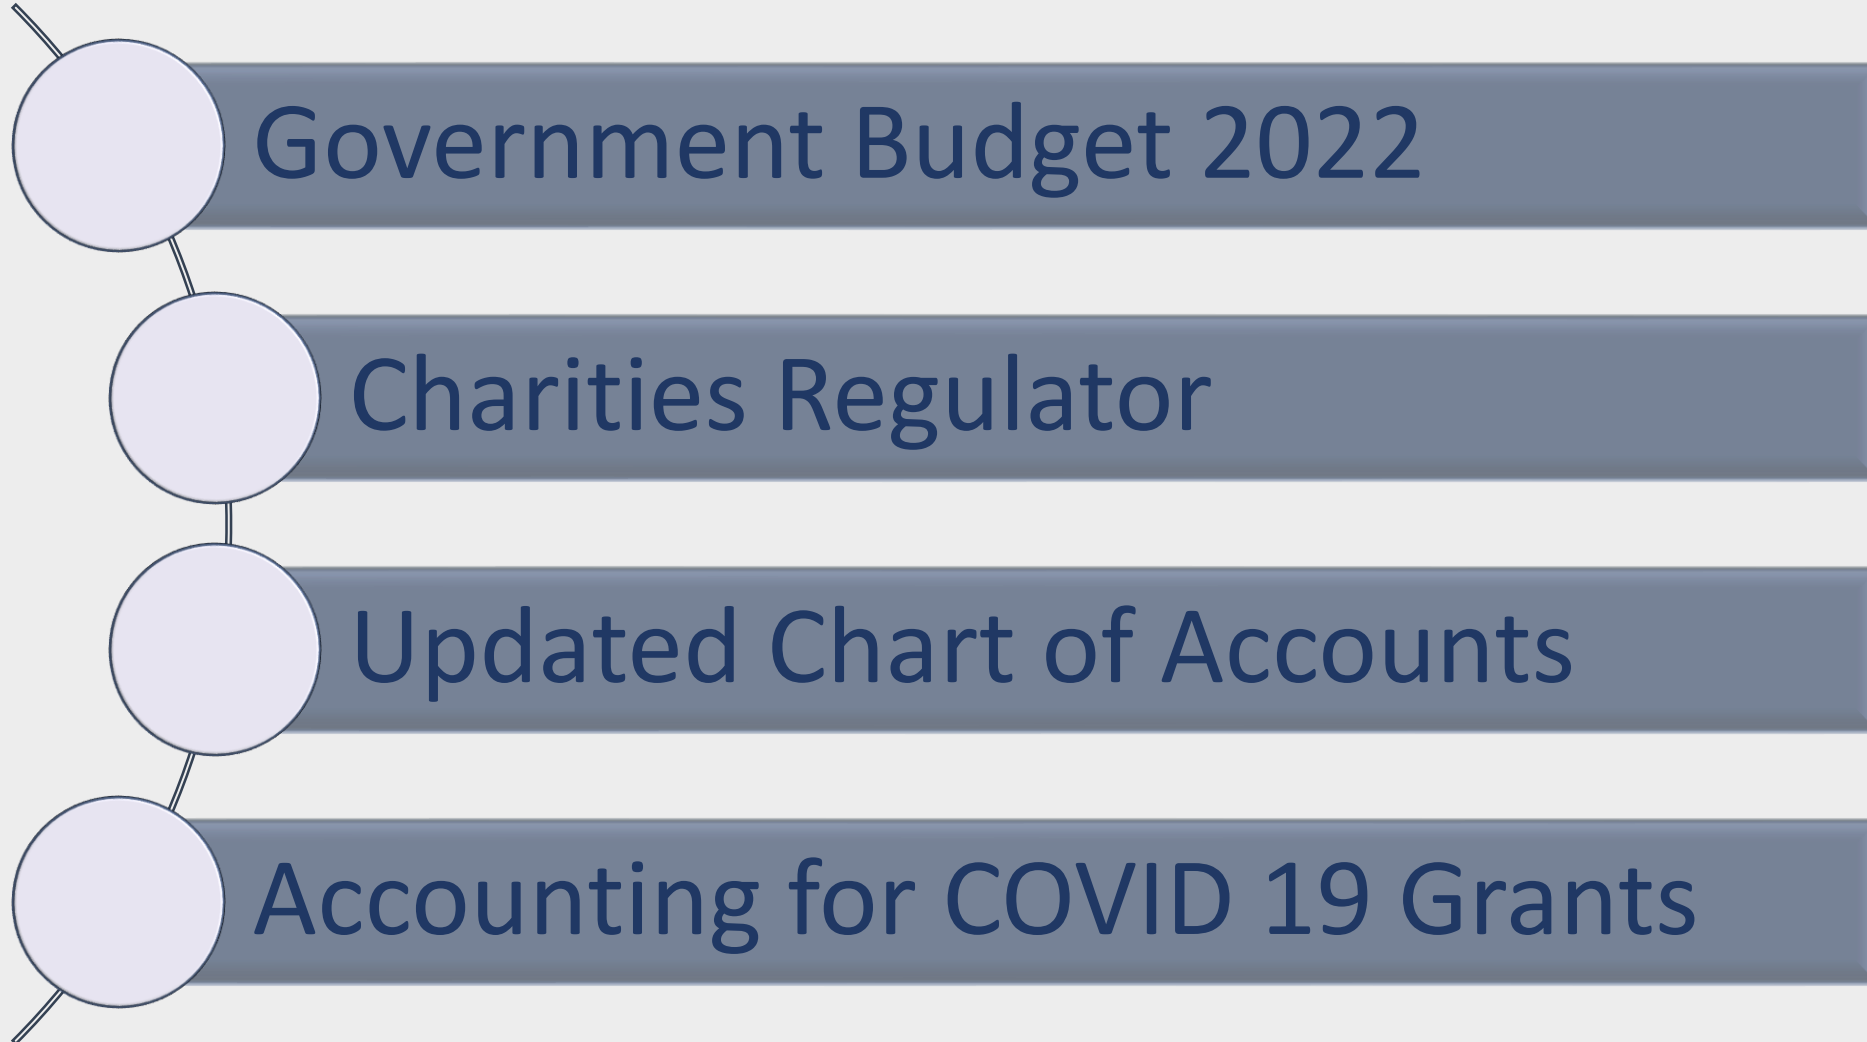 Government Budget 2022
Charities Regulator
Updated Chart of Accounts
Accounting for COVID 19 Grants